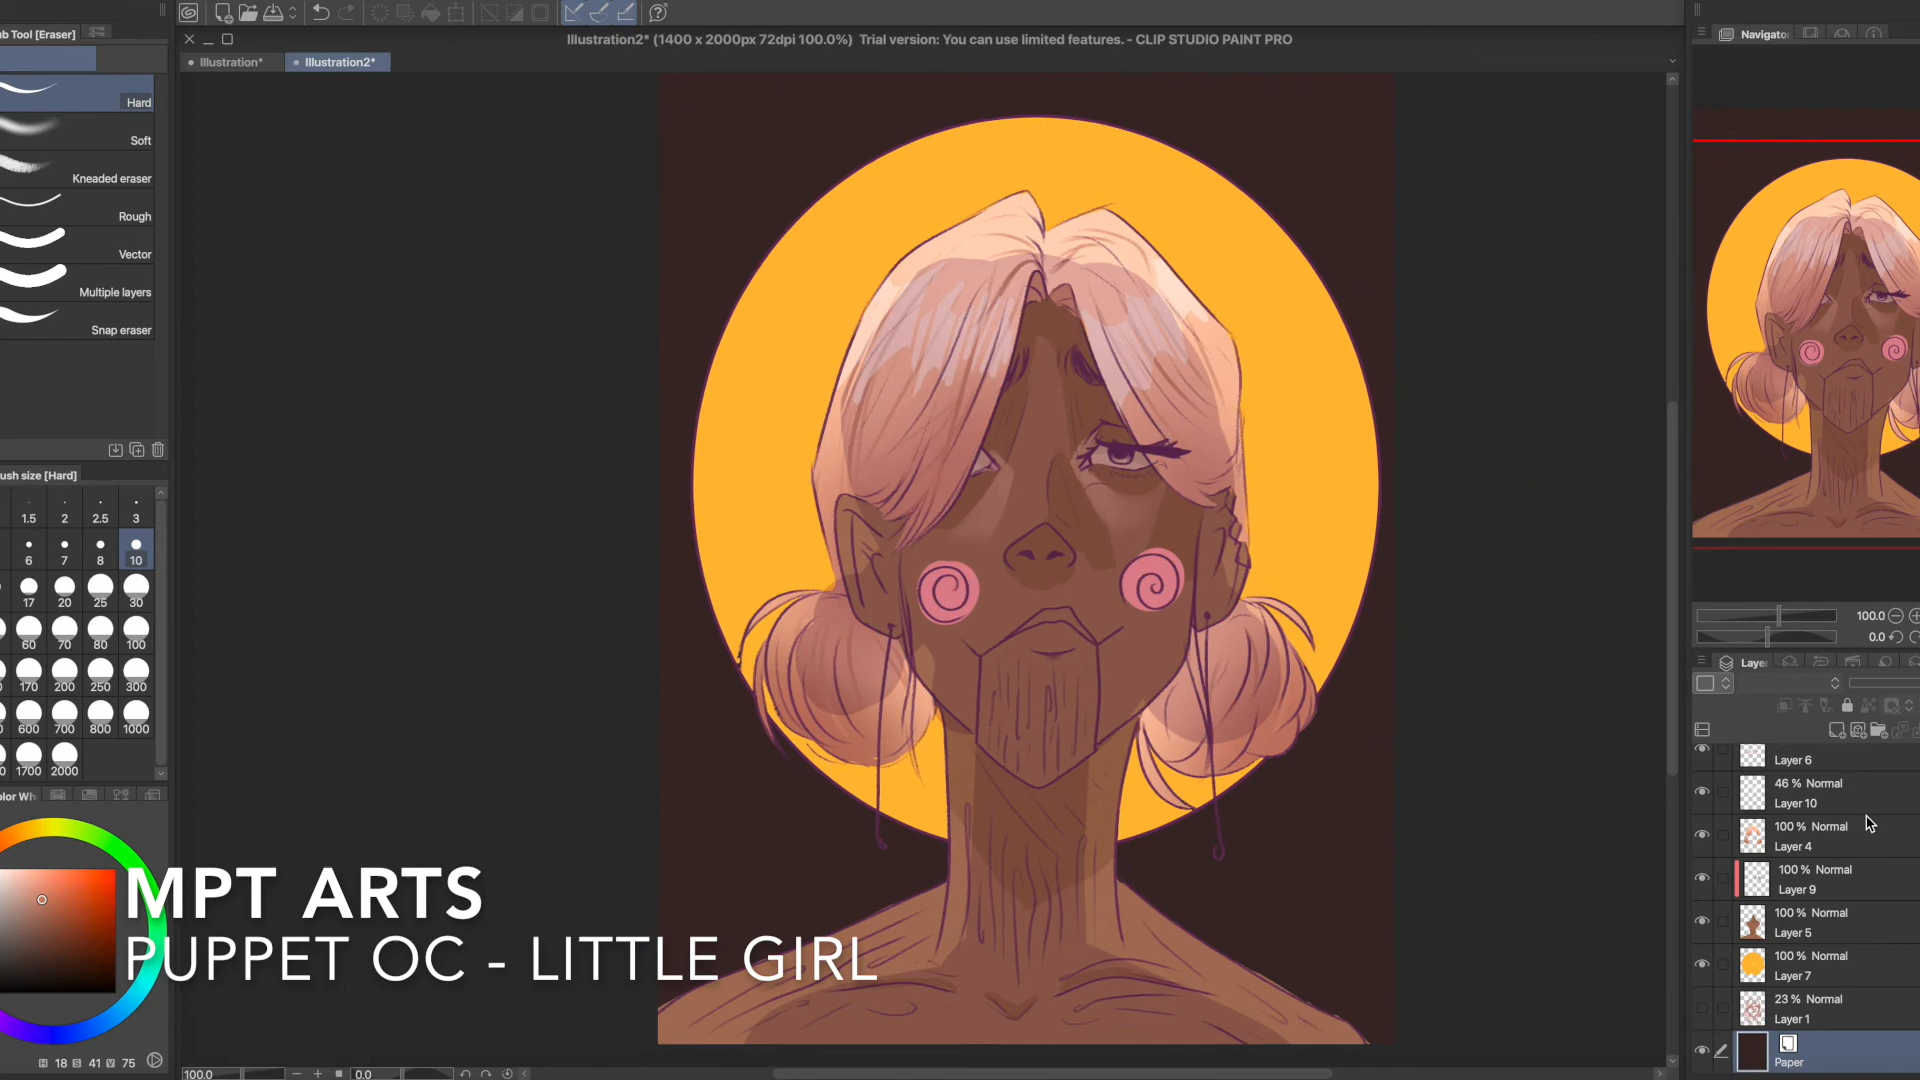 ub Tool [Eraser]
Illustration2* (1400 x 2000px 72dpi 100.0%) Trial version: You can use limited features. - CLIP STUDIO PAINT PRO
Illustration*
Illustration2*
Navigato
Hard
Soft
Kneaded eraser
Rough
Vector
Multiple layers
Snap eraser
ush size [Hard]
1.5 2 2.5 3
6 7 8 10
17 20 25 30
60 70 80 100
170 200 250 300
600 700 800 1000
1700 2000
olor Wh
H 18 S 41 V 75
MPT ARTS
PUPPET OC - LITTLE GIRL
100.0
0.0
100.0
0.0
Laye
Layer 6
46 % Normal
Layer 10
100 % Normal
Layer 4
100 % Normal
Layer 9
100 % Normal
Layer 5
100 % Normal
Layer 7
23 % Normal
Layer 1
Paper